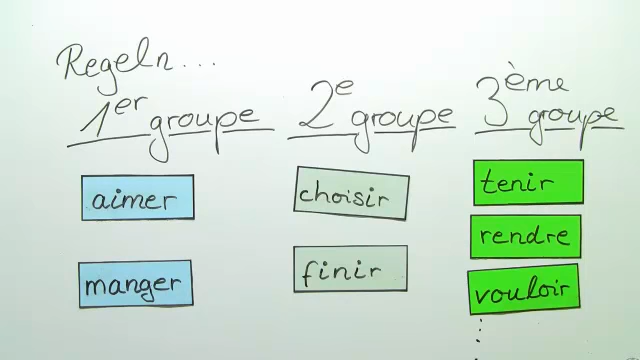 Regeln...
1er groupe
aimer
manger
2e groupe
choisir
finir
3ème groupe
tenir
rendre
vouloir